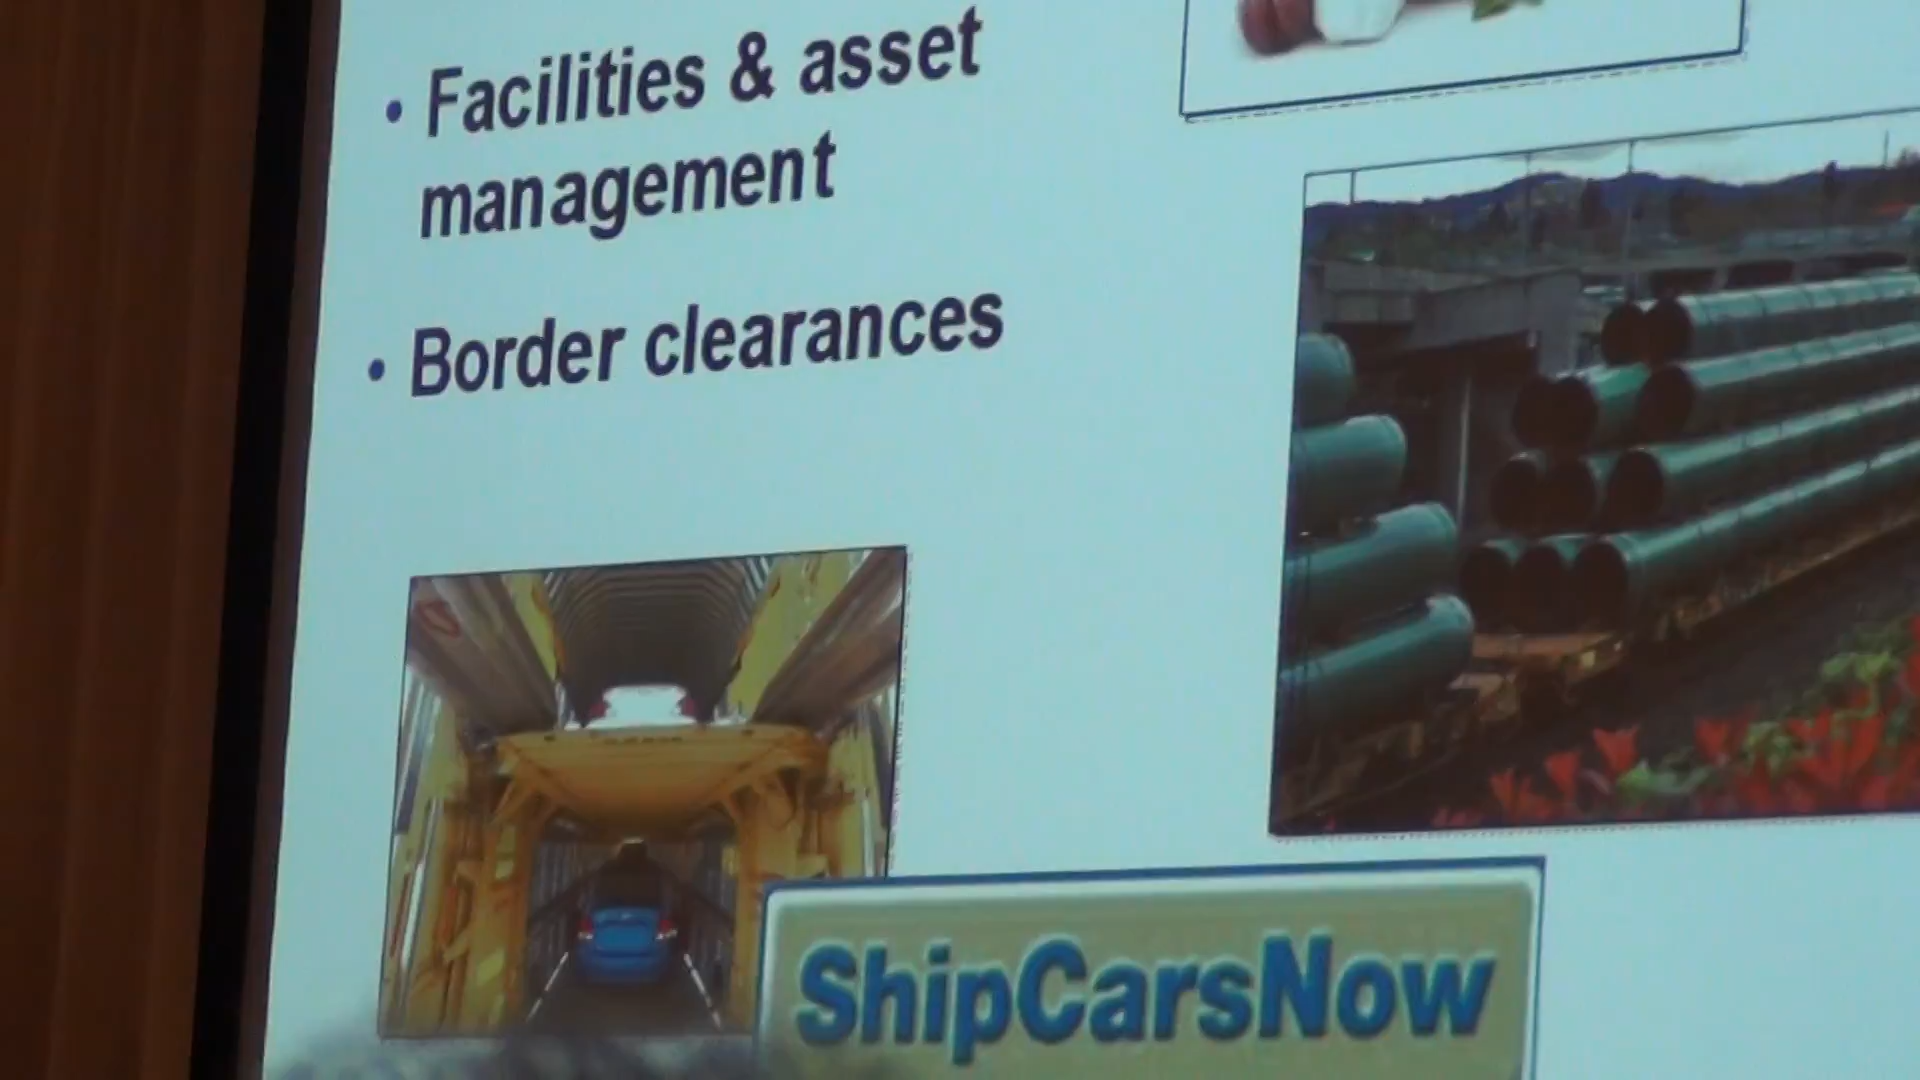 • Facilities & asset
management
• Border clearances
ShipCarsNow